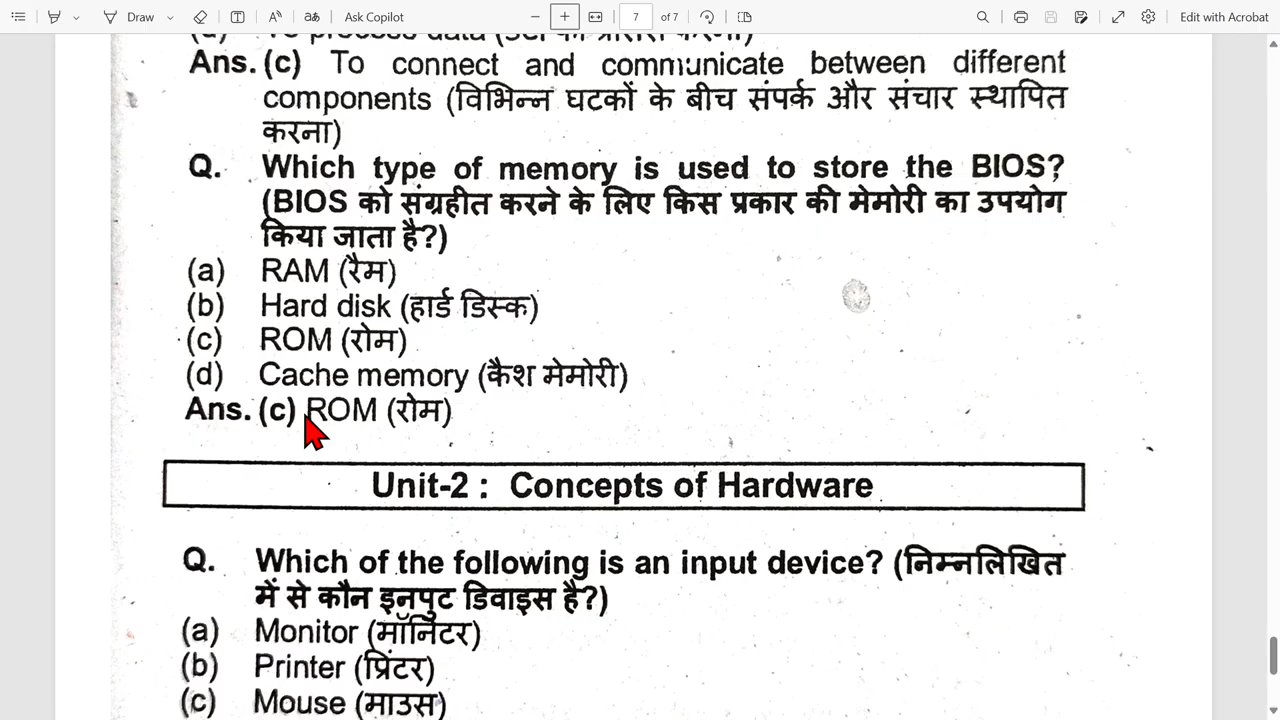 Draw
Ask Copilot
7 of 7
Edit with Acrobat
Ans. (c) To connect and communicate between different
components (विभिन्न घटकों के बीच संपर्क और संचार स्थापित
करना)
Q. Which type of memory is used to store the BIOS?
(BIOS को संग्रहीत करने के लिए किस प्रकार की मेमोरी का उपयोग
किया जाता है?)
(a) RAM (रैम)
(b) Hard disk (हार्ड डिस्क)
(c) ROM (रोम)
(d) Cache memory (कैश मेमोरी)
Ans. (c) ROM (रोम)
Unit-2 : Concepts of Hardware
Q. Which of the following is an input device? (निम्नलिखित
में से कौन इनपुट डिवाइस है?)
(a) Monitor (मॉनिटर)
(b) Printer (प्रिंटर)
(c) Mouse (माउस)